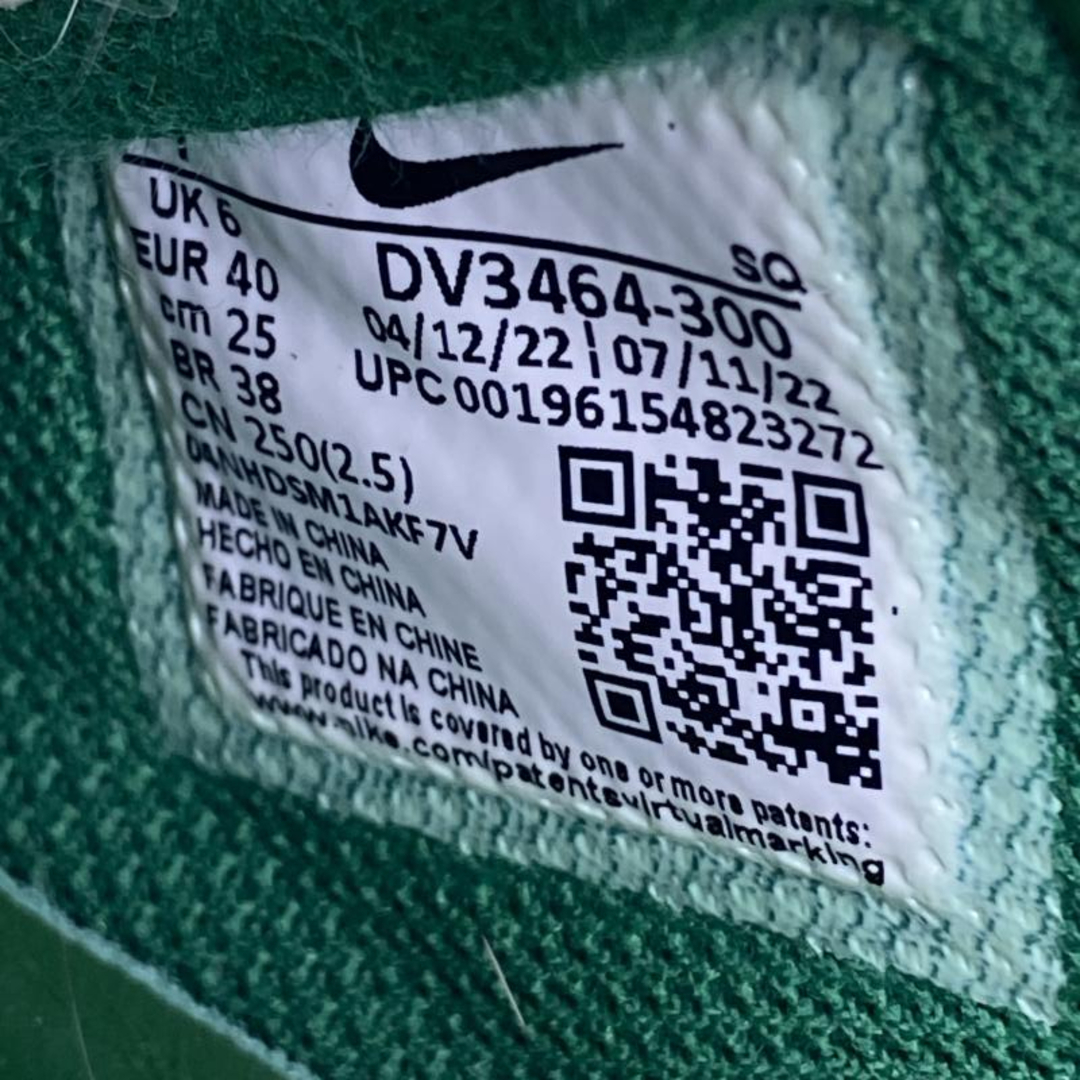 SQ
UK 6
EUR 40
cm 25
BR 38
CN 250(2.5)
DV3464-300
04/12/22 | 07/11/22
UPC 00196154823272
DANHDSM1AKF7V
MADE IN CHINA
HECHO EN CHINA
FABRIQUE EN CHINE
FABRICADO NA CHINA
This product is covered by one or more patents:
www.nike.com/patentsvirtualmarking